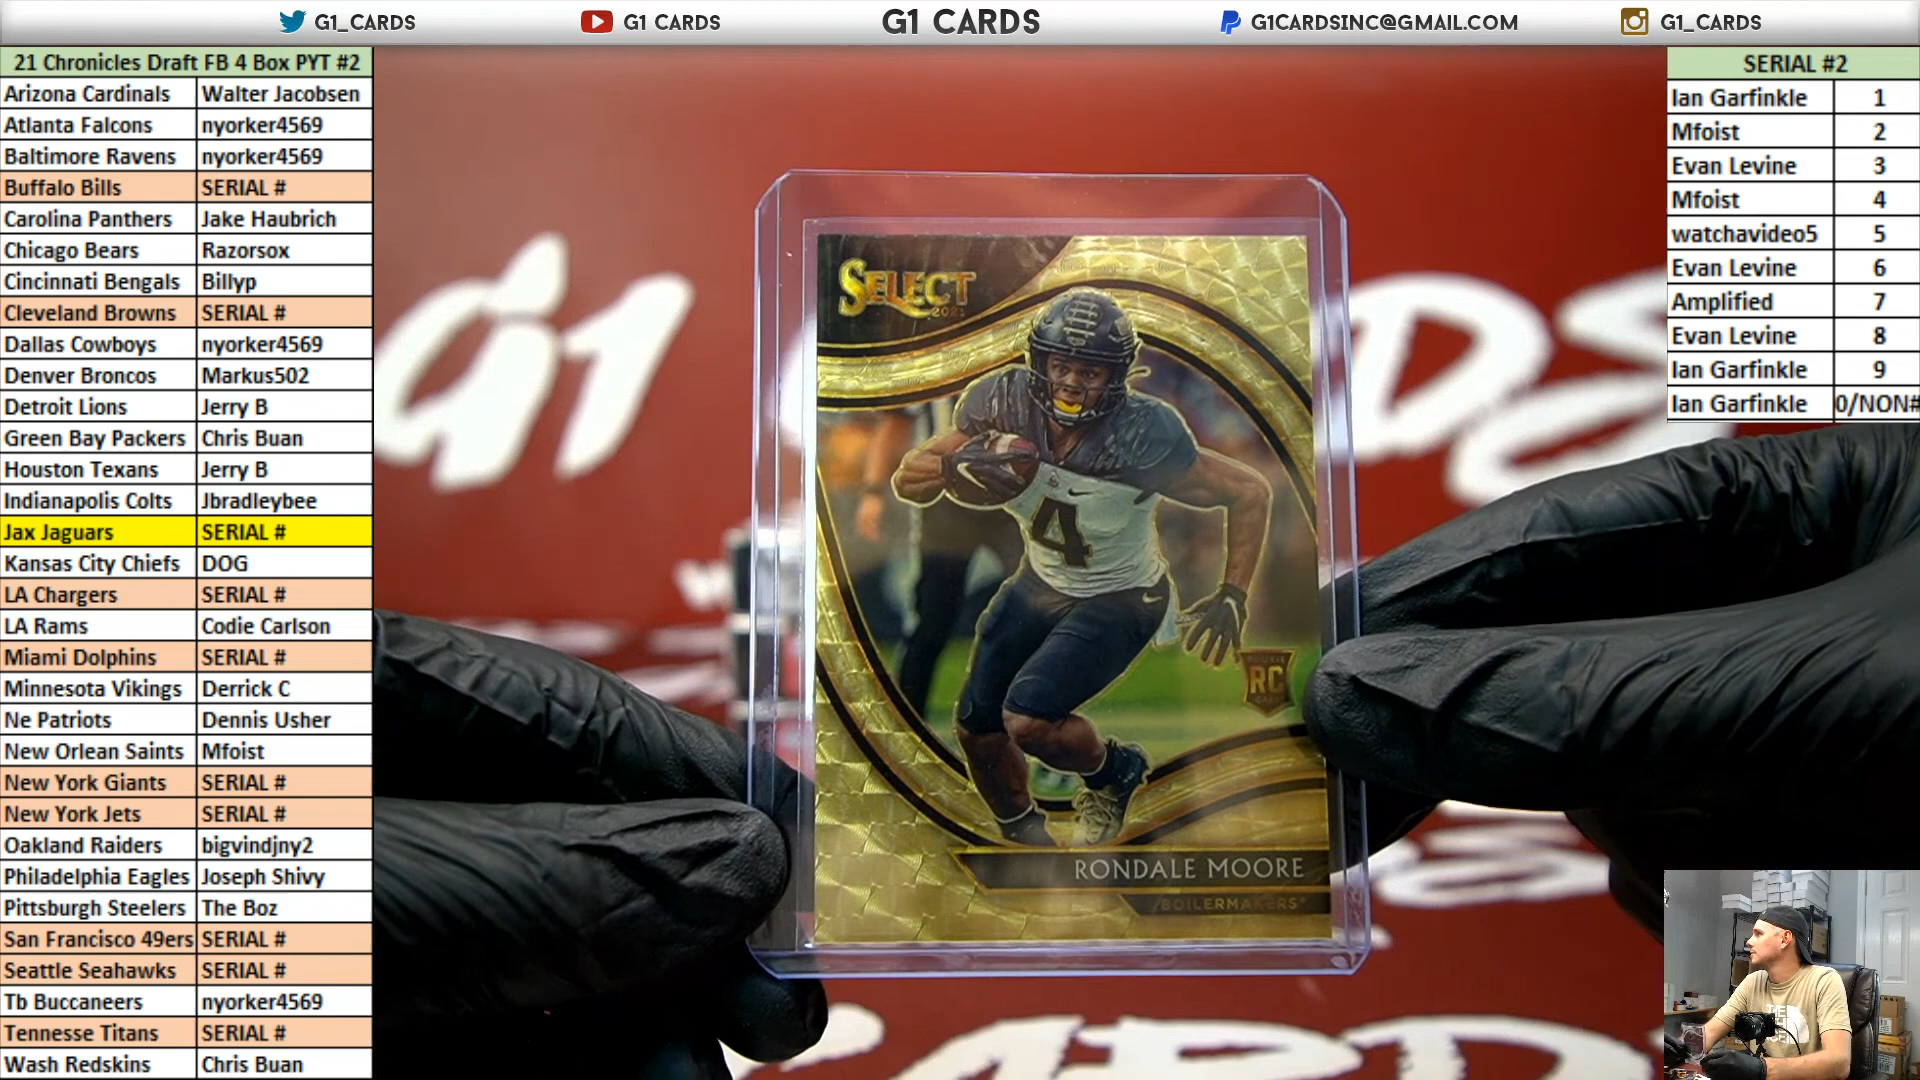 G1_CARDS G1 CARDS G1 CARDS G1CARDSINC@GMAIL.COM G1_CARDS
21 Chronicles Draft FB 4 Box PYT #2
Arizona Cardinals Walter Jacobsen
Atlanta Falcons nyorker4569
Baltimore Ravens nyorker4569
Buffalo Bills SERIAL #
Carolina Panthers Jake Haubrich
Chicago Bears Razorsox
Cincinnati Bengals Billyp
Cleveland Browns SERIAL #
Dallas Cowboys nyorker4569
Denver Broncos Markus502
Detroit Lions Jerry B
Green Bay Packers Chris Buan
Houston Texans Jerry B
Indianapolis Colts Jbradleybee
Jax Jaguars SERIAL #
Kansas City Chiefs DOG
LA Chargers SERIAL #
LA Rams Codie Carlson
Miami Dolphins SERIAL #
Minnesota Vikings Derrick C
Ne Patriots Dennis Usher
New Orlean Saints Mfoist
New York Giants SERIAL #
New York Jets SERIAL #
Oakland Raiders bigvindjny2
Philadelphia Eagles Joseph Shivy
Pittsburgh Steelers The Boz
San Francisco 49ers SERIAL #
Seattle Seahawks SERIAL #
Tb Buccaneers nyorker4569
Tennesse Titans SERIAL #
Wash Redskins Chris Buan
SERIAL #2
Ian Garfinkle 1
Mfoist 2
Evan Levine 3
Mfoist 4
watchavideo5 5
Evan Levine 6
Amplified 7
Evan Levine 8
Ian Garfinkle 9
Ian Garfinkle 0/NON#
G1
SELECT
2021
4
RC
RONDALE MOORE
/BOILERMAKERS